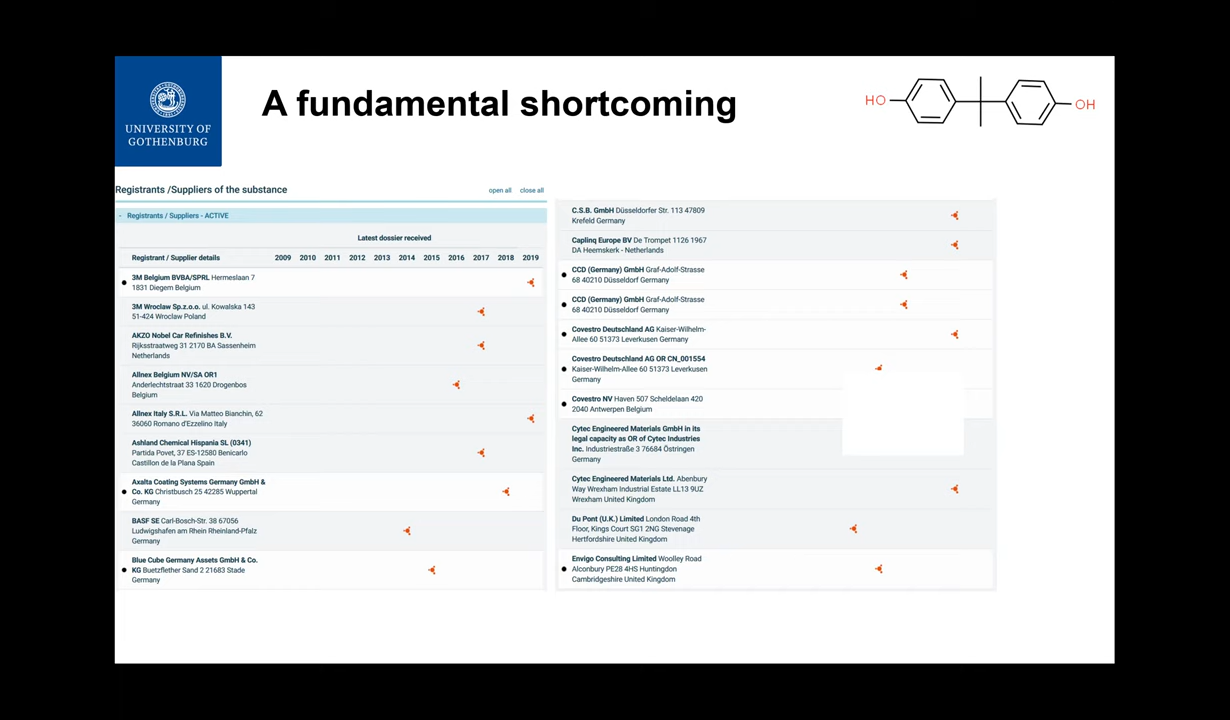 UNIVERSITY OF
GOTHENBURG
A fundamental shortcoming
HO
OH
Registrants /Suppliers of the substance
open all close all
- Registrants / Suppliers - ACTIVE
Latest dossier received
Registrant / Supplier details 2009 2010 2011 2012 2013 2014 2015 2016 2017 2018 2019
3M Belgium BVBA/SPRL Hermeslaan 7
1831 Diegem Belgium
3M Wroclaw Sp.z.o.o. ul. Kowalska 143
51-424 Wroclaw Poland
AKZO Nobel Car Refinishes B.V.
Rijksstraatweg 31 2170 BA Sassenheim
Netherlands
Allnex Belgium NV/SA OR1
Anderlechtstraat 33 1620 Drogenbos
Belgium
Allnex Italy S.R.L. Via Matteo Bianchin, 62
36060 Romano d'Ezzelino Italy
Ashland Chemical Hispania SL (0341)
Partida Povet, 37 ES-12580 Benicarlo
Castillon de la Plana Spain
Axalta Coating Systems Germany GmbH &
Co. KG Christbusch 25 42285 Wuppertal
Germany
BASF SE Carl-Bosch-Str. 38 67056
Ludwigshafen am Rhein Rheinland-Pfalz
Germany
Blue Cube Germany Assets GmbH & Co.
KG Buetzflether Sand 2 21683 Stade
Germany
C.S.B. GmbH Düsseldorfer Str. 113 47809
Krefeld Germany
Caplinq Europe BV De Trompet 1126 1967
DA Heemskerk - Netherlands
CCD (Germany) GmbH Graf-Adolf-Strasse
68 40210 Düsseldorf Germany
CCD (Germany) GmbH Graf-Adolf-Strasse
68 40210 Düsseldorf Germany
Covestro Deutschland AG Kaiser-Wilhelm-
Allee 60 51373 Leverkusen Germany
Covestro Deutschland AG OR CN_001554
Kaiser-Wilhelm-Allee 60 51373 Leverkusen
Germany
Covestro NV Haven 507 Scheldelaan 420
2040 Antwerpen Belgium
Cytec Engineered Materials GmbH in its
legal capacity as OR of Cytec Industries
Inc. Industriestraße 3 76684 Östringen
Germany
Cytec Engineered Materials Ltd. Abenbury
Way Wrexham Industrial Estate LL13 9UZ
Wrexham United Kingdom
Du Pont (U.K.) Limited London Road 4th
Floor, Kings Court SG1 2NG Stevenage
Hertfordshire United Kingdom
Envigo Consulting Limited Woolley Road
Alconbury PE28 4HS Huntingdon
Cambridgeshire United Kingdom